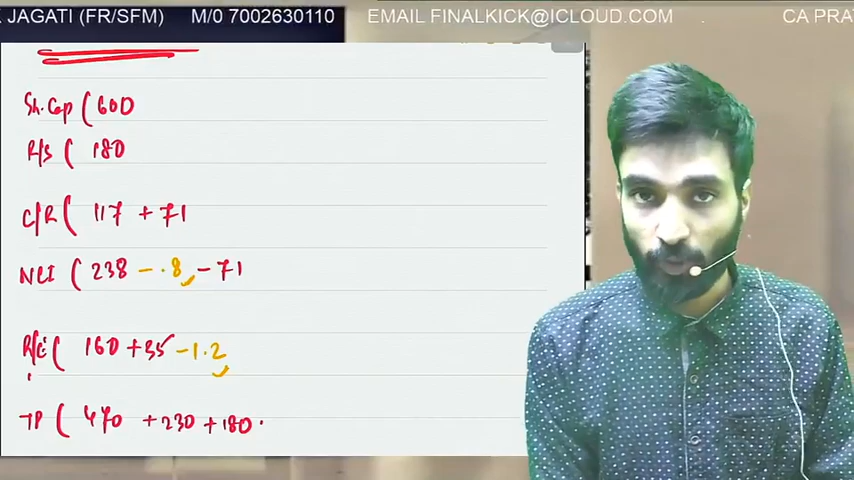 JAGATI (FR/SFM) M/0 7002630110 EMAIL FINALKICK@ICLOUD.COM CA PRA
Sh.Cap ( 600
R/s ( 180
C/R ( 117 + 71
NCI ( 238 - .8 - 71
R/E ( 160 + 35 - 1.2
TP ( 470 + 230 + 180.